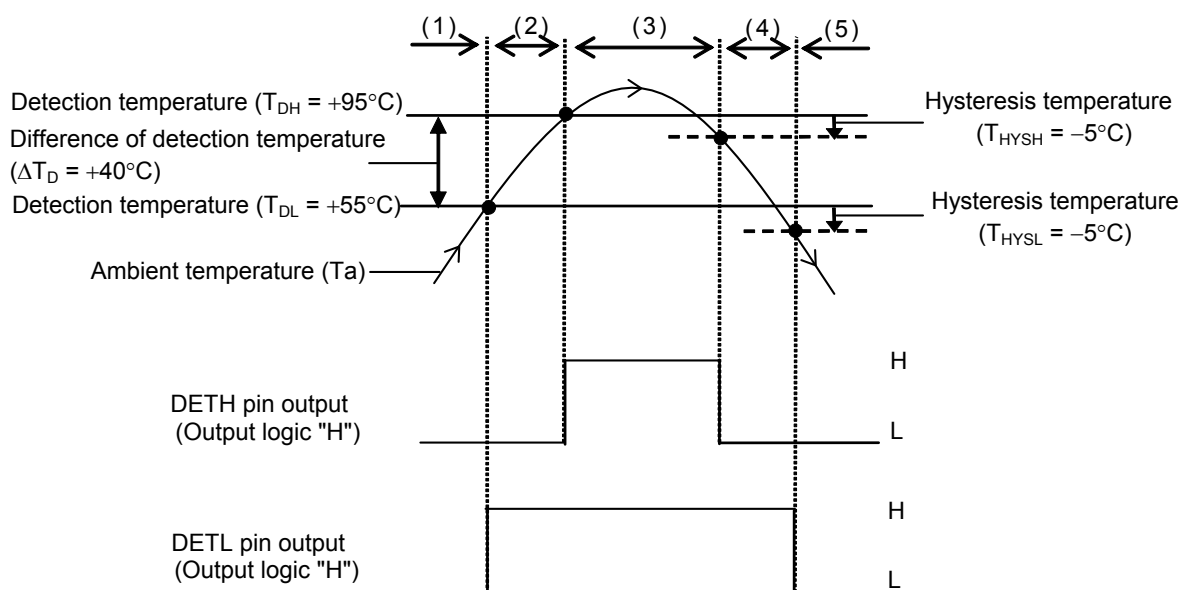 (1) (2) (3) (4) (5)
Detection temperature (TDH = +95°C)
Difference of detection temperature
(ΔTD = +40°C)
Detection temperature (TDL = +55°C)
Ambient temperature (Ta)
Hysteresis temperature
(THYSH = −5°C)
Hysteresis temperature
(THYSL = −5°C)
DETH pin output
(Output logic "H")
H
L
DETL pin output
(Output logic "H")
H
L